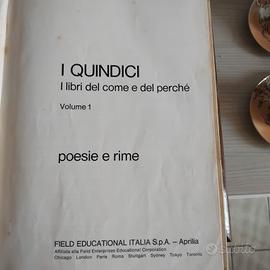 I QUINDICI
I libri del come e del perché
Volume 1
poesie e rime
FIELD EDUCATIONAL ITALIA S.p.A. – Aprilia
Affiliata alla Field Enterprises Educational Corporation
Chicago London Paris Roma Stuttgart Sydney Tokyo Toronto
subito